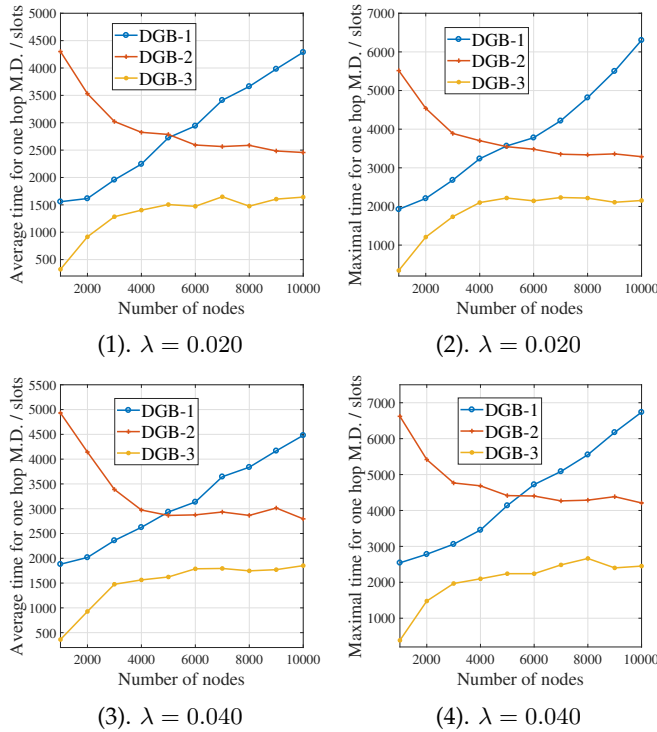 Average time for one hop M.D. / slots
5000
4500
4000
3500
3000
2500
2000
1500
1000
500
2000 4000 6000 8000 10000
Number of nodes
DGB-1
DGB-2
DGB-3
(1). λ = 0.020
Maximal time for one hop M.D. / slots
7000
6000
5000
4000
3000
2000
1000
2000 4000 6000 8000 10000
Number of nodes
DGB-1
DGB-2
DGB-3
(2). λ = 0.020
Average time for one hop M.D. / slots
5500
5000
4500
4000
3500
3000
2500
2000
1500
1000
500
2000 4000 6000 8000 10000
Number of nodes
DGB-1
DGB-2
DGB-3
(3). λ = 0.040
Maximal time for one hop M.D. / slots
7000
6000
5000
4000
3000
2000
1000
2000 4000 6000 8000 10000
Number of nodes
DGB-1
DGB-2
DGB-3
(4). λ = 0.040